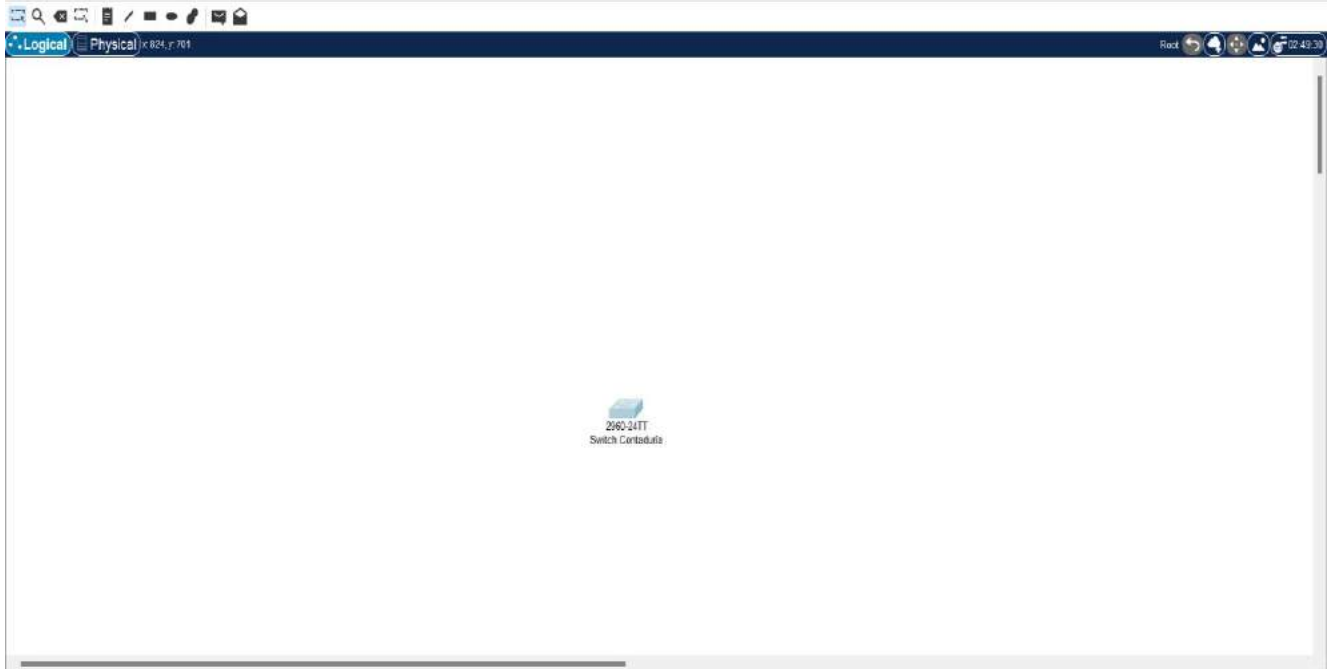 Logical Physical x: 824, y: 701
Root 02:49:30
2960-24TT
Switch Contaduria